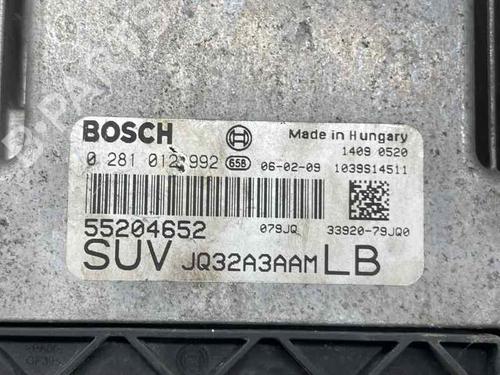 BOSCH
Made in Hungary
1409 0520
0 281 012 992 658 06-02-09 1039S14511
55204652 079JQ 33920-79JQ0
SUV JQ32A3AAM LB